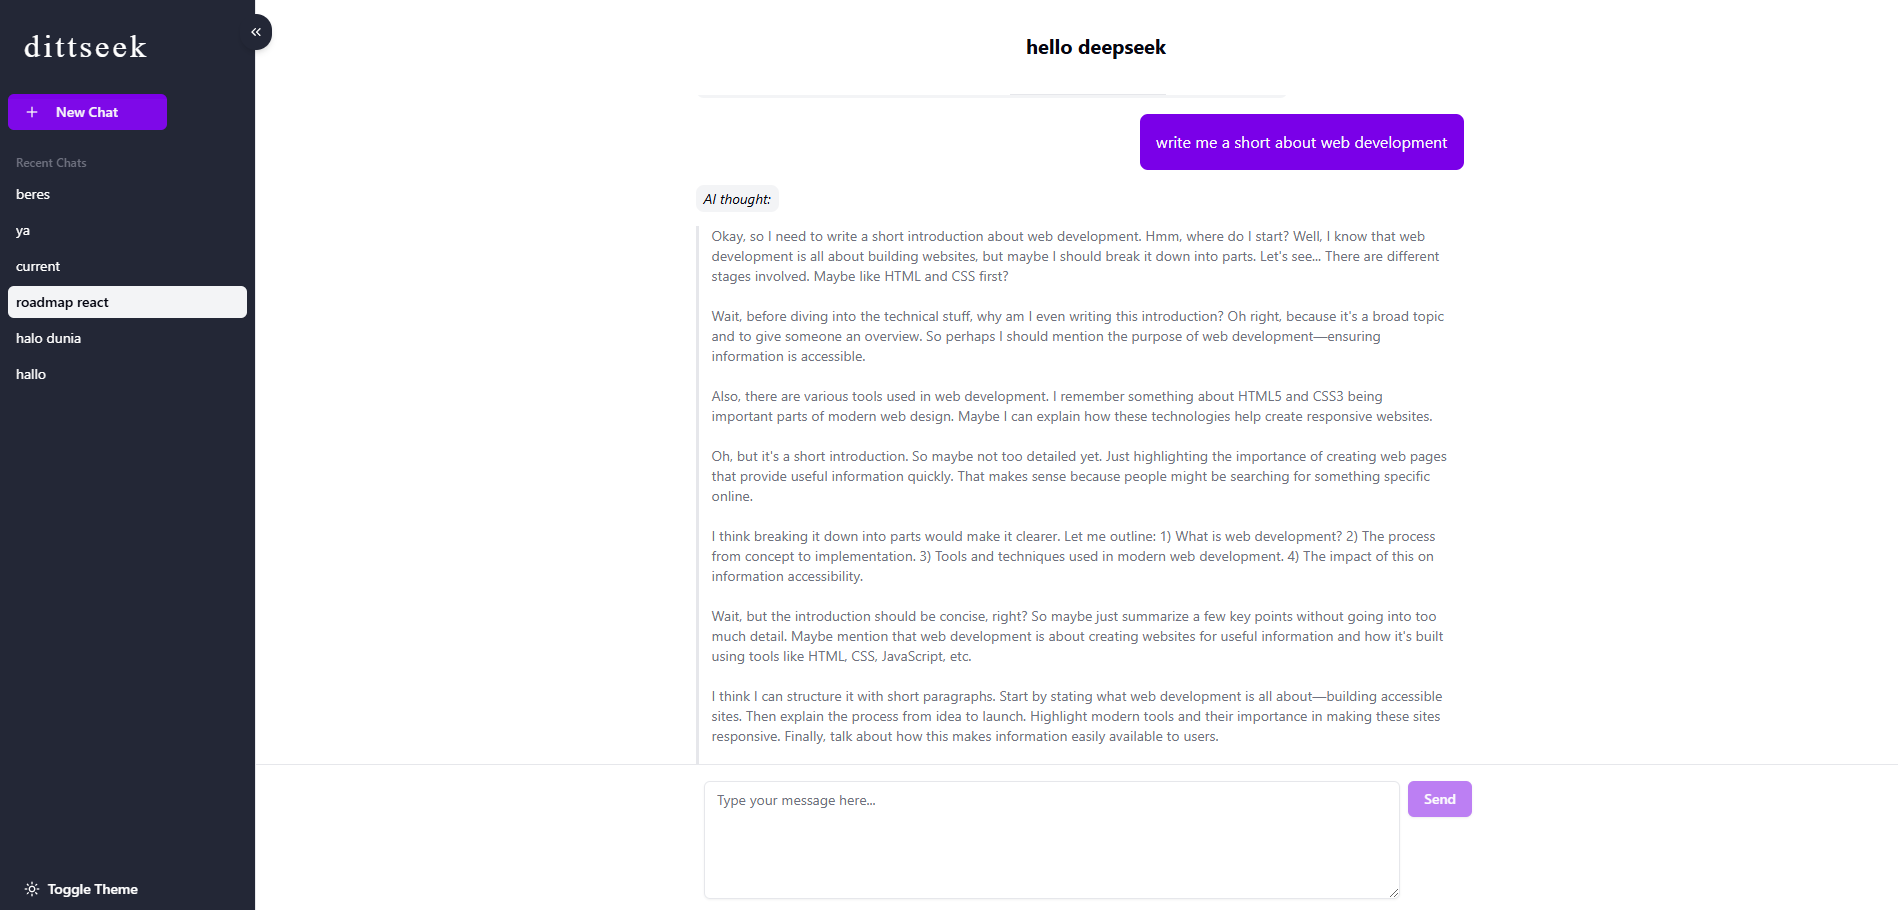 dittseek
«
New Chat
Recent Chats
beres
ya
current
roadmap react
halo dunia
hallo
Toggle Theme
hello deepseek
write me a short about web development
AI thought:
Okay, so I need to write a short introduction about web development. Hmm, where do I start? Well, I know that web
development is all about building websites, but maybe I should break it down into parts. Let's see... There are different
stages involved. Maybe like HTML and CSS first?
Wait, before diving into the technical stuff, why am I even writing this introduction? Oh right, because it's a broad topic
and to give someone an overview. So perhaps I should mention the purpose of web development—ensuring
information is accessible.
Also, there are various tools used in web development. I remember something about HTML5 and CSS3 being
important parts of modern web design. Maybe I can explain how these technologies help create responsive websites.
Oh, but it's a short introduction. So maybe not too detailed yet. Just highlighting the importance of creating web pages
that provide useful information quickly. That makes sense because people might be searching for something specific
online.
I think breaking it down into parts would make it clearer. Let me outline: 1) What is web development? 2) The process
from concept to implementation. 3) Tools and techniques used in modern web development. 4) The impact of this on
information accessibility.
Wait, but the introduction should be concise, right? So maybe just summarize a few key points without going into too
much detail. Maybe mention that web development is about creating websites for useful information and how it's built
using tools like HTML, CSS, JavaScript, etc.
I think I can structure it with short paragraphs. Start by stating what web development is all about—building accessible
sites. Then explain the process from idea to launch. Highlight modern tools and their importance in making these sites
responsive. Finally, talk about how this makes information easily available to users.
Type your message here...
Send